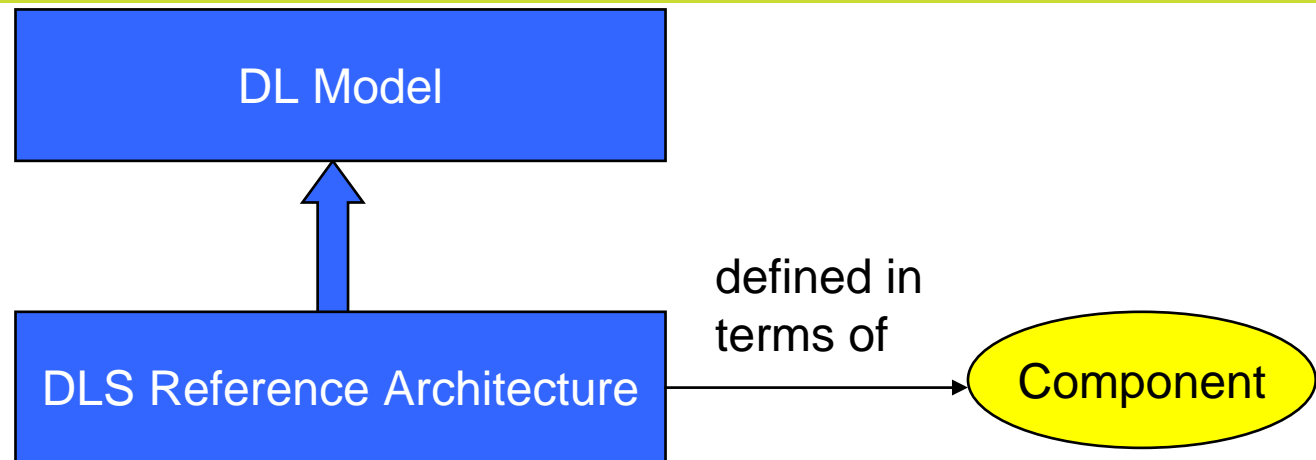 DL Model
defined in
terms of
DLS Reference Architecture
Component